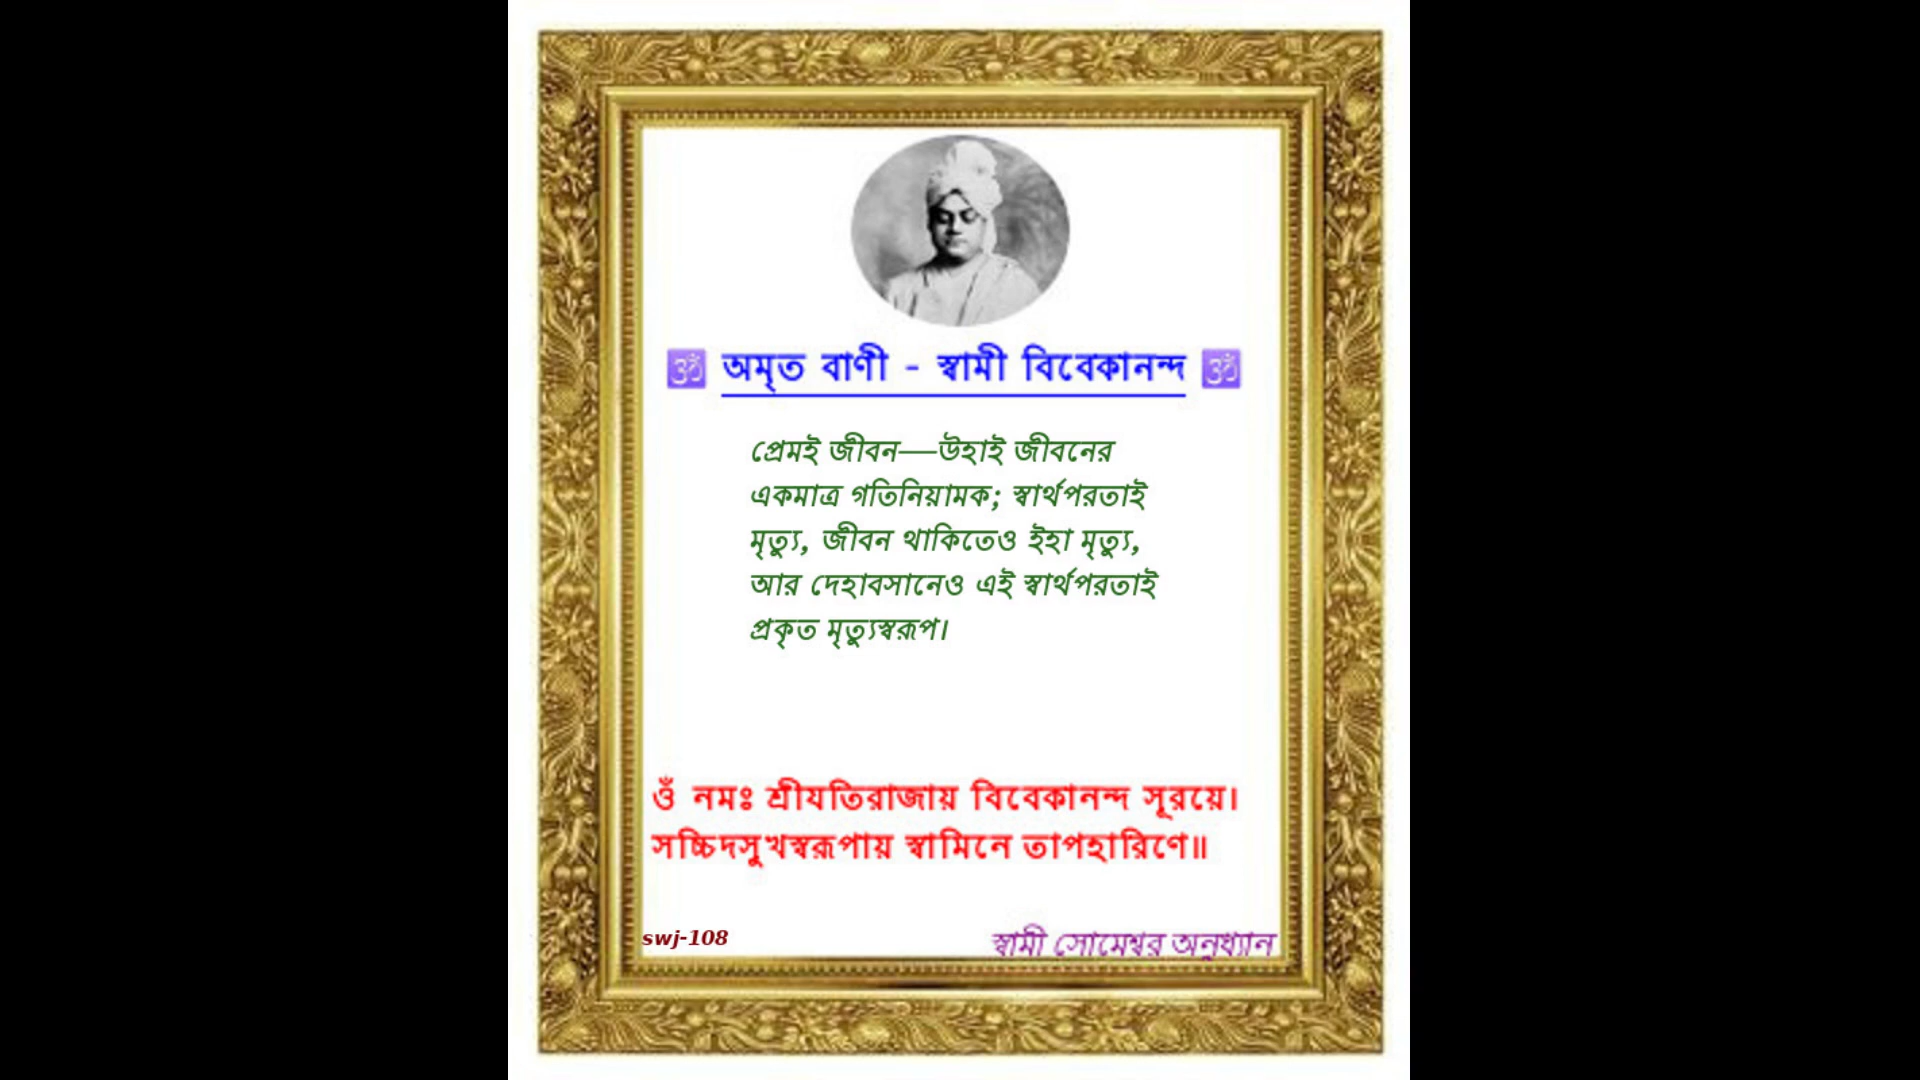 🕉 অমৃত বাণী - স্বামী বিবেকানন্দ 🕉
প্রেমই জীবন—উহাই জীবনের
একমাত্র গতিনিয়ামক; স্বার্থপরতাই
মৃত্যু, জীবন থাকিতেও ইহা মৃত্যু,
আর দেহাবসানেও এই স্বার্থপরতাই
প্রকৃত মৃত্যুস্বরূপ।
ওঁ নমঃ শ্রীযতিরাজায় বিবেকানন্দ সূরয়ে।
সচ্চিদসুখস্বরূপায় স্বামিনে তাপহারিণে॥
swj-108
স্বামী সোমেশ্বর অনুধ্যান